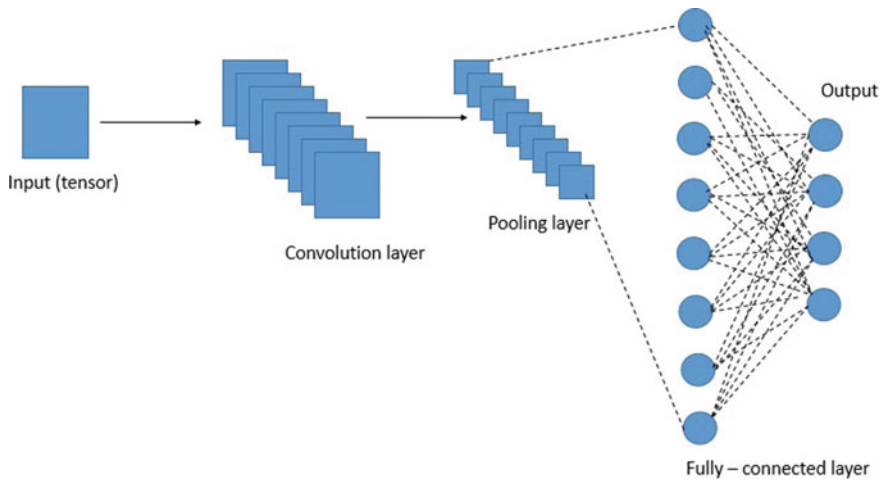 Input (tensor)
Convolution layer
Pooling layer
Output
Fully – connected layer